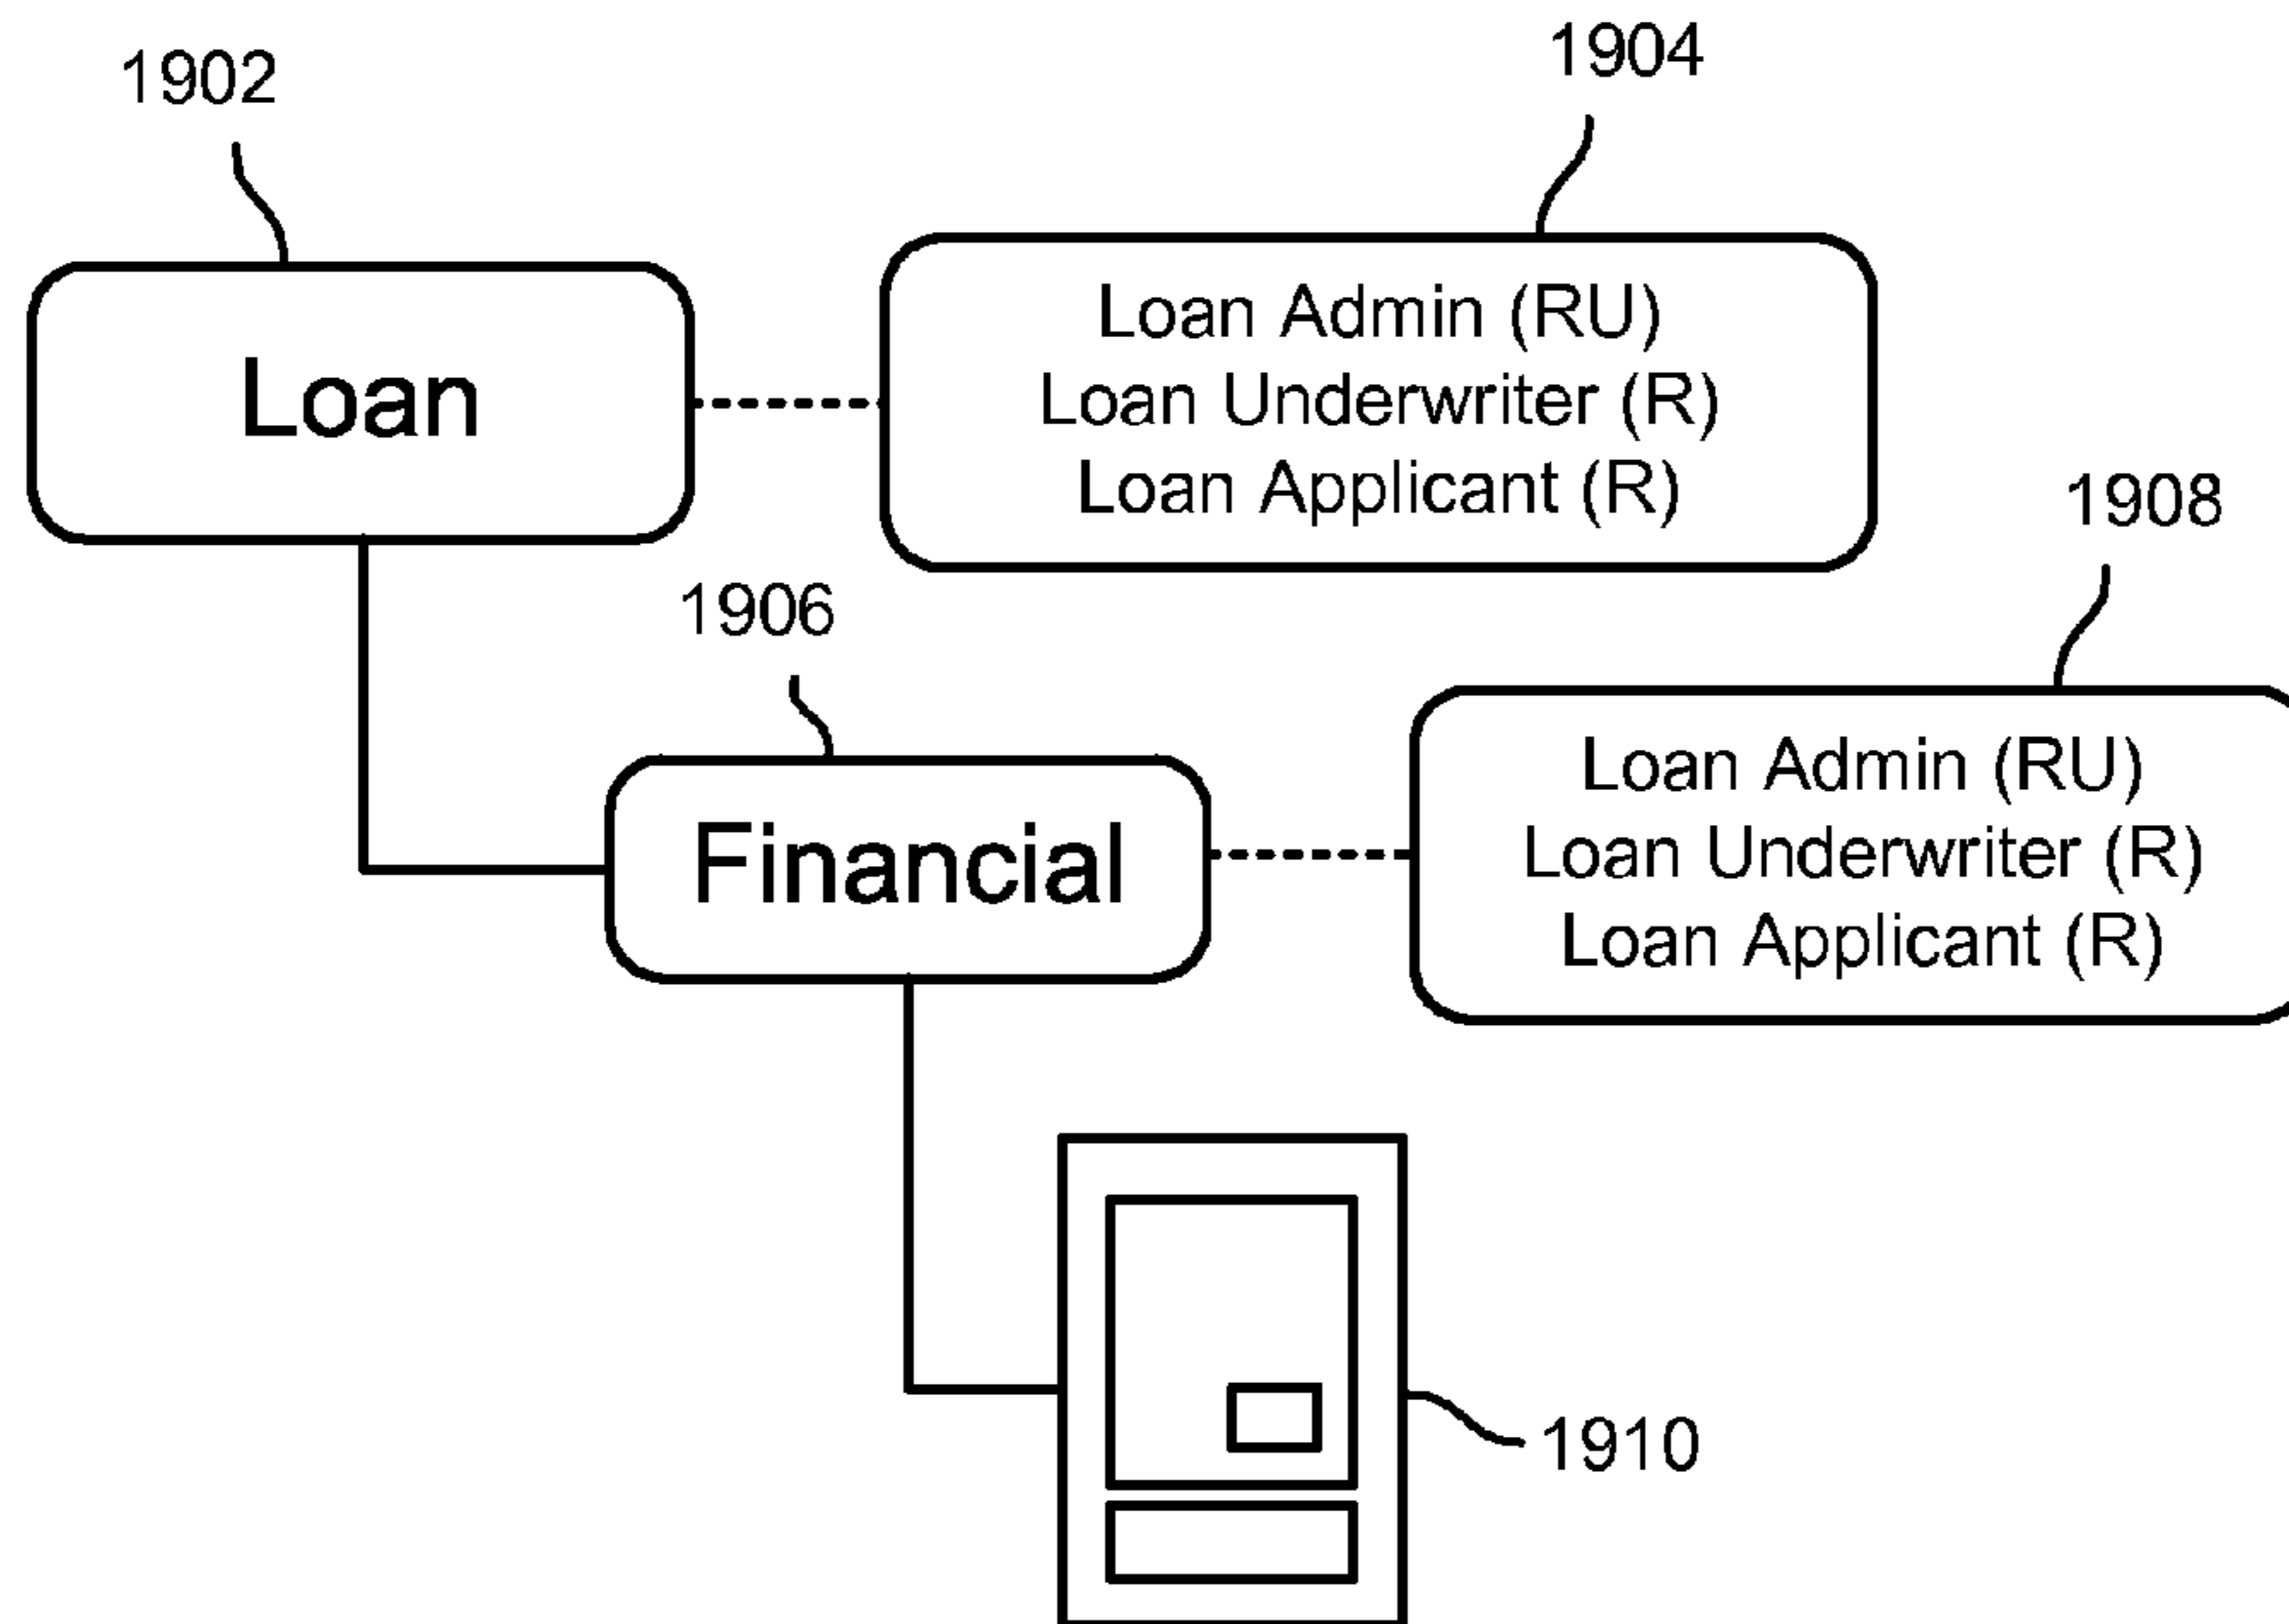 1902
1904
Loan
Loan Admin (RU)
Loan Underwriter (R)
Loan Applicant (R)
1908
1906
Financial
Loan Admin (RU)
Loan Underwriter (R)
Loan Applicant (R)
1910